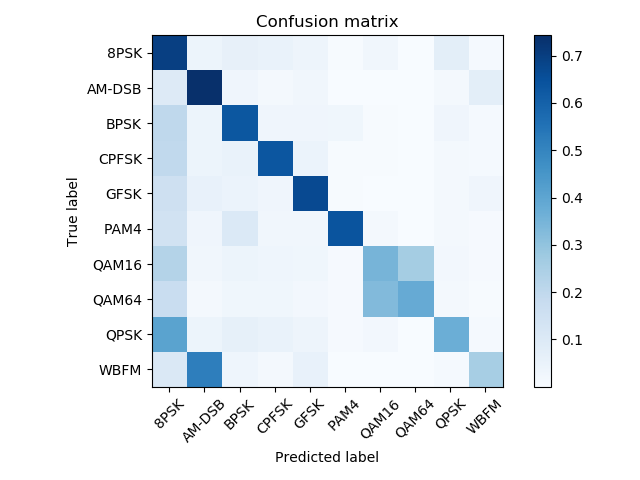 Confusion matrix
True label
8PSK
AM-DSB
BPSK
CPFSK
GFSK
PAM4
QAM16
QAM64
QPSK
WBFM
8PSK
AM-DSB
BPSK
CPFSK
GFSK
PAM4
QAM16
QAM64
QPSK
WBFM
Predicted label
0.7
0.6
0.5
0.4
0.3
0.2
0.1